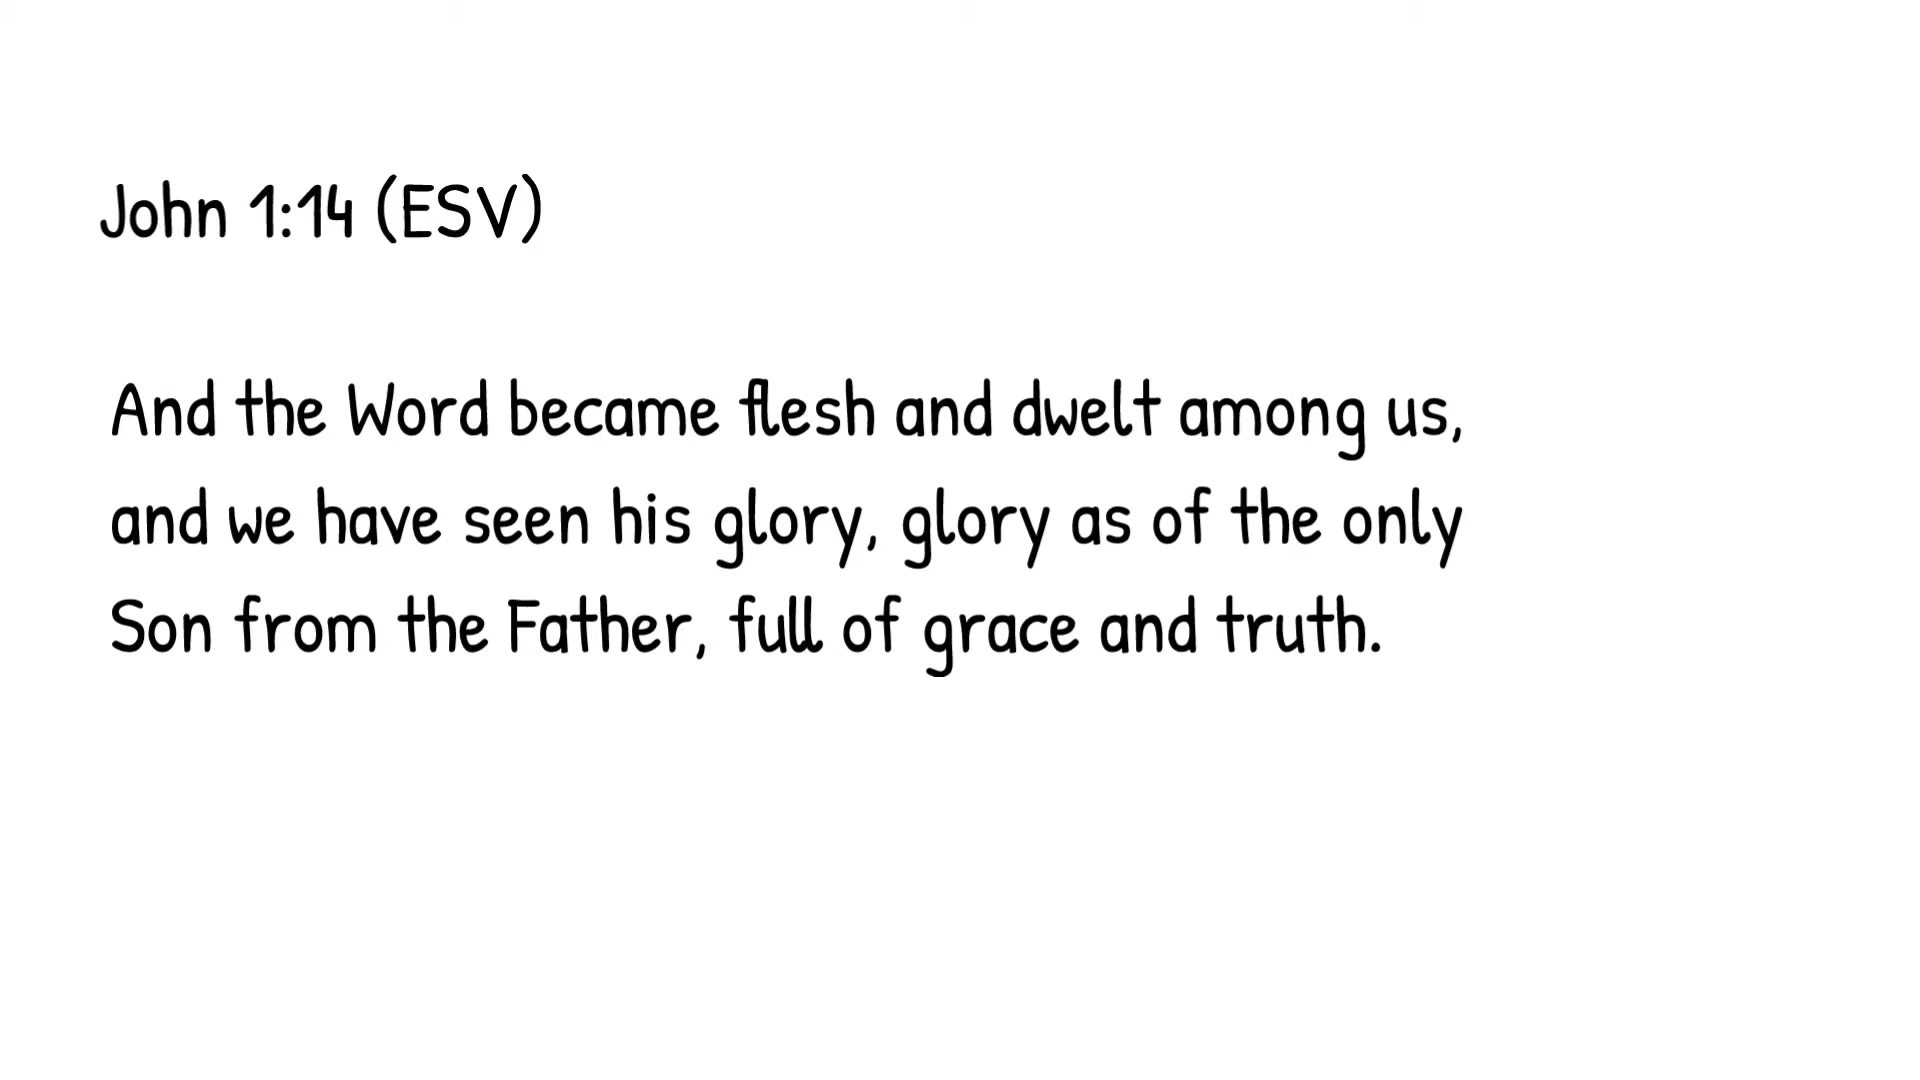 John 1:14 (ESV)
And the Word became flesh and dwelt among us,
and we have seen his glory, glory as of the only
Son from the Father, full of grace and truth.